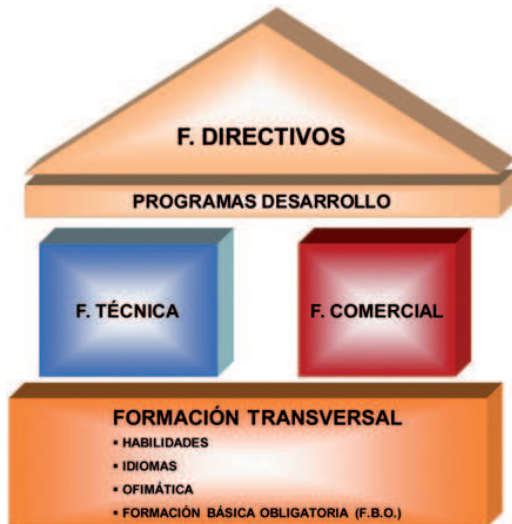 F. DIRECTIVOS
PROGRAMAS DESARROLLO
F. TÉCNICA
F. COMERCIAL
FORMACIÓN TRANSVERSAL
▪ HABILIDADES
▪ IDIOMAS
▪ OFIMÁTICA
▪ FORMACIÓN BÁSICA OBLIGATORIA (F.B.O.)